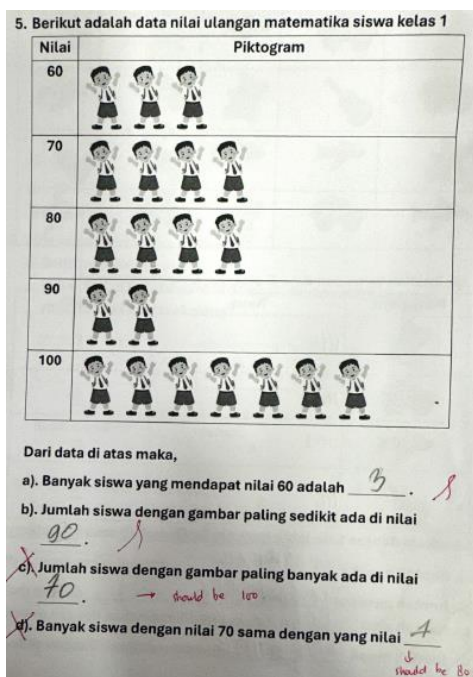 5. Berikut adalah data nilai ulangan matematika siswa kelas 1
Nilai Piktogram
60
70
80
90
100
Dari data di atas maka,
a). Banyak siswa yang mendapat nilai 60 adalah 3.
b). Jumlah siswa dengan gambar paling sedikit ada di nilai
90.
c). Jumlah siswa dengan gambar paling banyak ada di nilai
70. → should be 100.
d). Banyak siswa dengan nilai 70 sama dengan yang nilai 4
↓
should be 80